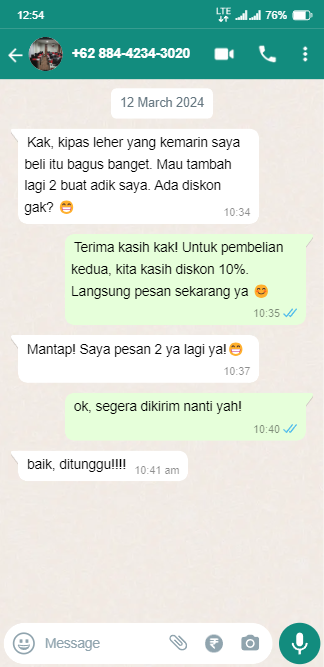 12:54
LTE
76%
+62 884-4234-3020
12 March 2024
Kak, kipas leher yang kemarin saya
beli itu bagus banget. Mau tambah
lagi 2 buat adik saya. Ada diskon
gak? 😁
10:34
Terima kasih kak! Untuk pembelian
kedua, kita kasih diskon 10%.
Langsung pesan sekarang ya 😊
10:35
Mantap! Saya pesan 2 ya lagi ya!😁
10:37
ok, segera dikirim nanti yah!
10:40
baik, ditunggu!!!!
10:41 am
Message